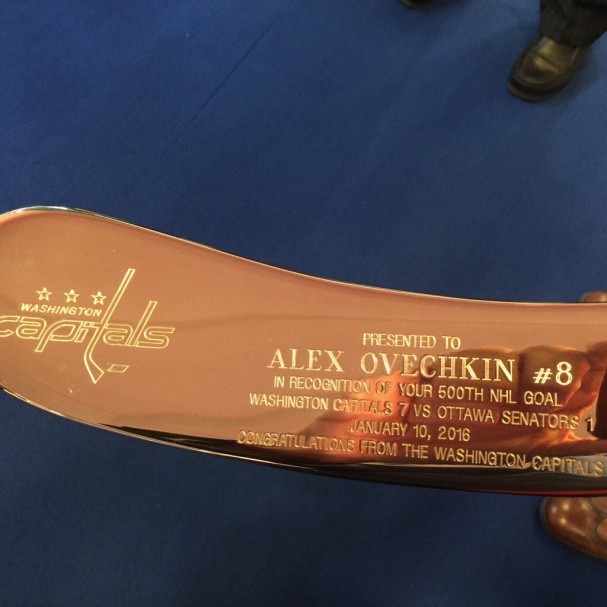 WASHINGTON
capitals
PRESENTED TO
ALEX OVECHKIN #8
IN RECOGNITION OF YOUR 500TH NHL GOAL
WASHINGTON CAPITALS 7 VS OTTAWA SENATORS 1
JANUARY 10, 2016
CONGRATULATIONS FROM THE WASHINGTON CAPITALS